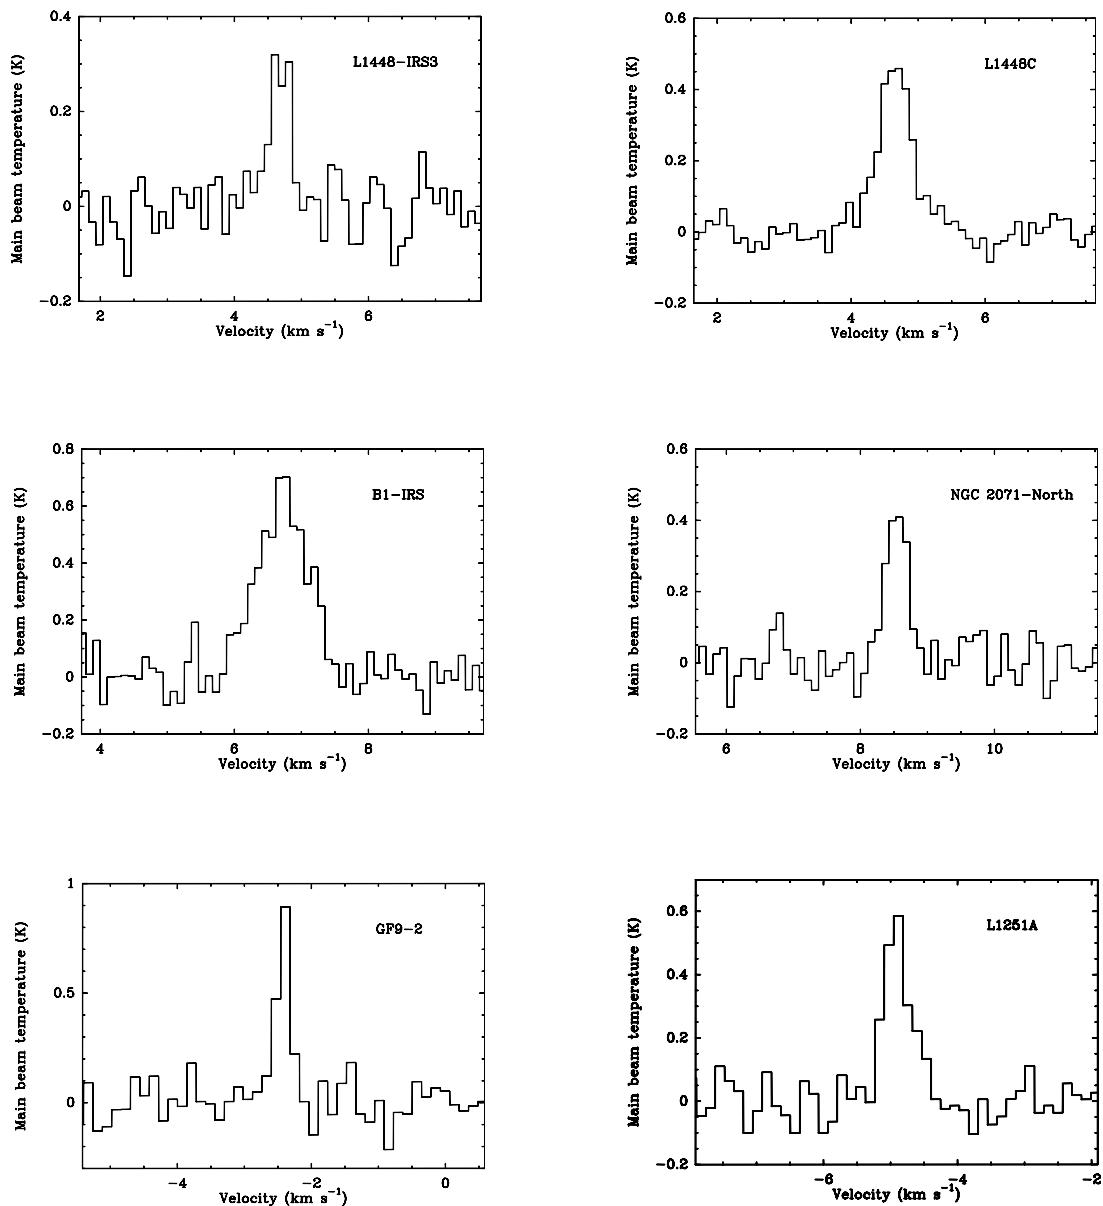 L1448-IRS3
Main beam temperature (K)
0.4
0.2
0
-0.2
2 4 6
Velocity (km s⁻¹)
L1448C
Main beam temperature (K)
0.6
0.4
0.2
0
-0.2
2 4 6
Velocity (km s⁻¹)
B1-IRS
Main beam temperature (K)
0.8
0.6
0.4
0.2
0
-0.2
4 6 8
Velocity (km s⁻¹)
NGC 2071-North
Main beam temperature (K)
0.6
0.4
0.2
0
-0.2
6 8 10
Velocity (km s⁻¹)
GF9-2
Main beam temperature (K)
1
0.5
0
-4 -2 0
Velocity (km s⁻¹)
L1251A
Main beam temperature (K)
0.6
0.4
0.2
0
-0.2
-6 -4 -2
Velocity (km s⁻¹)